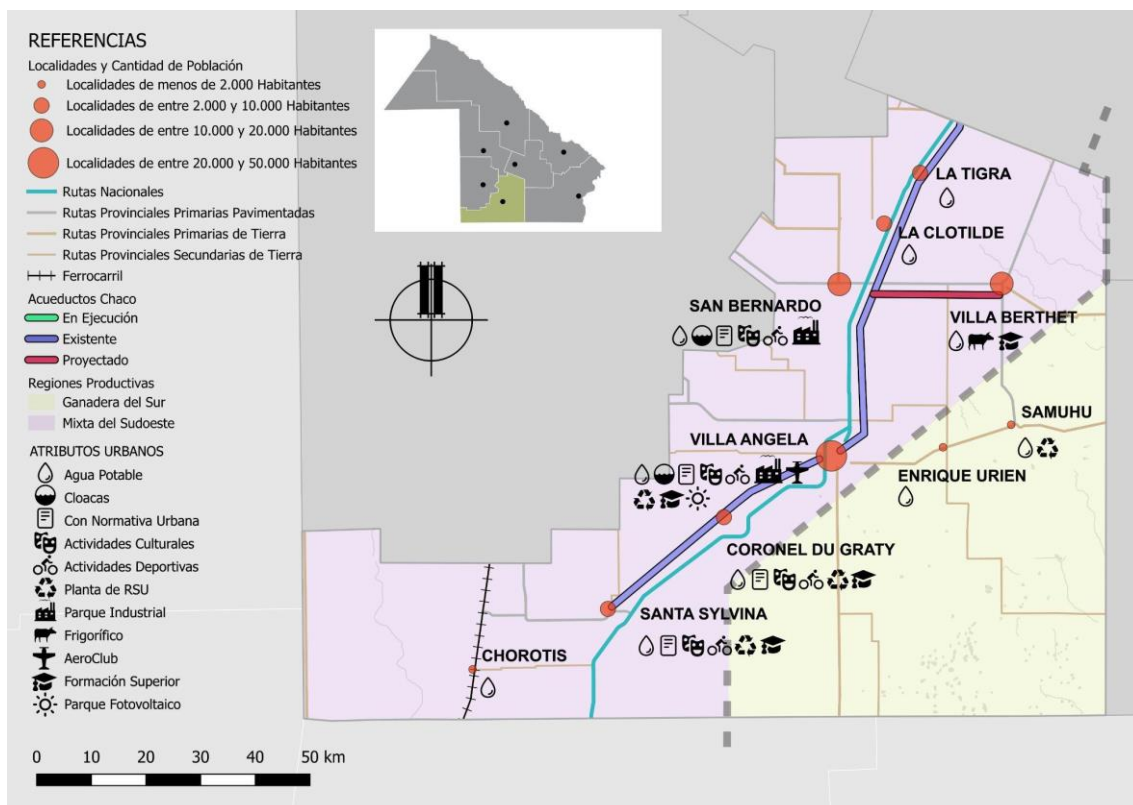 REFERENCIAS
Localidades y Cantidad de Población
Localidades de menos de 2.000 Habitantes
Localidades de entre 2.000 y 10.000 Habitantes
Localidades de entre 10.000 y 20.000 Habitantes
Localidades de entre 20.000 y 50.000 Habitantes
Rutas Nacionales
Rutas Provinciales Primarias Pavimentadas
Rutas Provinciales Primarias de Tierra
Rutas Provinciales Secundarias de Tierra
Ferrocarril
Acueductos Chaco
En Ejecución
Existente
Proyectado
Regiones Productivas
Ganadera del Sur
Mixta del Sudoeste
ATRIBUTOS URBANOS
Agua Potable
Cloacas
Con Normativa Urbana
Actividades Culturales
Actividades Deportivas
Planta de RSU
Parque Industrial
Frigorífico
AeroClub
Formación Superior
Parque Fotovoltaico
0 10 20 30 40 50 km
LA TIGRA
LA CLOTILDE
SAN BERNARDO
VILLA BERTHET
SAMUHU
VILLA ANGELA
ENRIQUE URIEN
CORONEL DU GRATY
SANTA SYLVINA
CHOROTIS